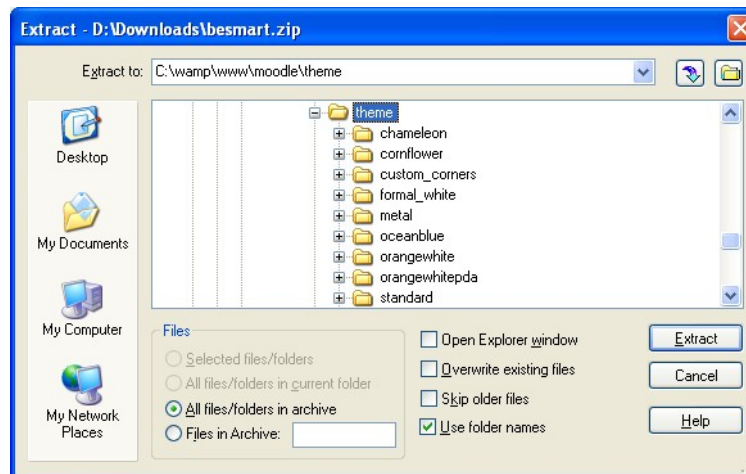 Extract - D:\Downloads\besmart.zip
Extract to: C:\wamp\www\moodle\theme
Desktop
My Documents
My Computer
My Network
Places
theme
chameleon
cornflower
custom_corners
formal_white
metal
oceanblue
orangewhite
orangewhitepda
standard
Files
Selected files/folders
All files/folders in current folder
All files/folders in archive
Files in Archive:
Open Explorer window
Overwrite existing files
Skip older files
Use folder names
Extract
Cancel
Help